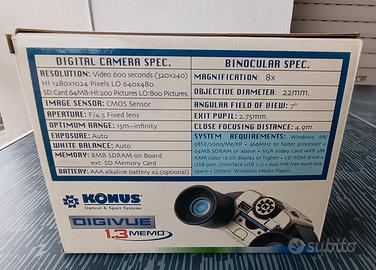 DIGITAL CAMERA SPEC.
RESOLUTION: Video 600 seconds (320x240)
HI 1280x1024 Pixels LO 640x480
SD Card 64MB-HI:200 Pictures LO:800 Pictures.
IMAGE SENSOR: CMOS Sensor
APERTURE: F/4.5 Fixed lens
OPTIMUM RANGE: 15m-infinity
EXPOSURE: Auto
WHITE BALANCE: Auto
MEMORY: 8MB SDRAM on Board
ext. SD Memory Card
BATTERY: AAA alkaline battery x2 (optional)
BINOCULAR SPEC.
MAGNIFICATION: 8x
OBJECTIVE DIAMETER: 22mm.
ANGULAR FIELD OF VIEW: 7°
EXIT PUPIL: 2.75mm.
CLOSE FOCUSING DISTANCE: 4.9m.
SYSTEM REQUIREMENTS: Windows 98/
98SE/2000/Me/XP • 566MHz or faster processor
• 64MB SDRAM or above • VGA Video Card with 2M
RAM color 16 bit display or higher • CD ROM drive •
USB port (interface USB 1.1) • 600 MB free hard disk
space • Others: Windows Media Player.
KONUS
Optical & Sport Systems
DIGIVUE
1.3 MEMO
subito